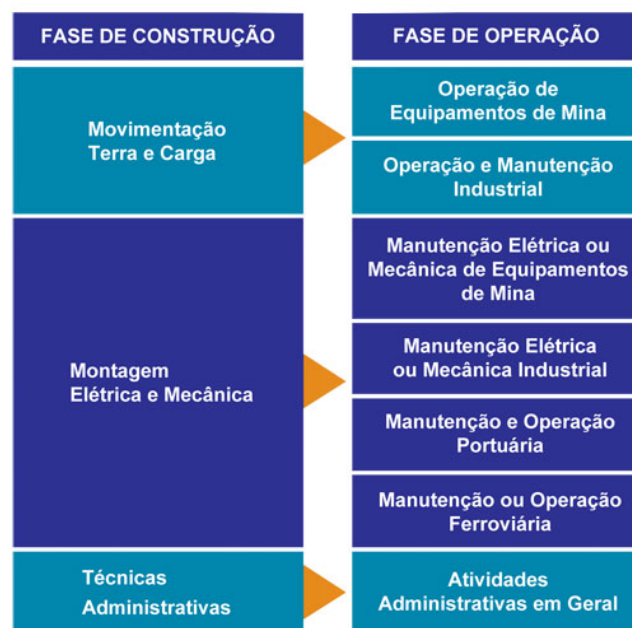 FASE DE CONSTRUÇÃO
FASE DE OPERAÇÃO
Movimentação
Terra e Carga
Operação de
Equipamentos de Mina
Operação e Manutenção
Industrial
Montagem
Elétrica e Mecânica
Manutenção Elétrica ou
Mecânica de Equipamentos
de Mina
Manutenção Elétrica
ou Mecânica Industrial
Manutenção e Operação
Portuária
Manutenção ou Operação
Ferroviária
Técnicas
Administrativas
Atividades
Administrativas em Geral